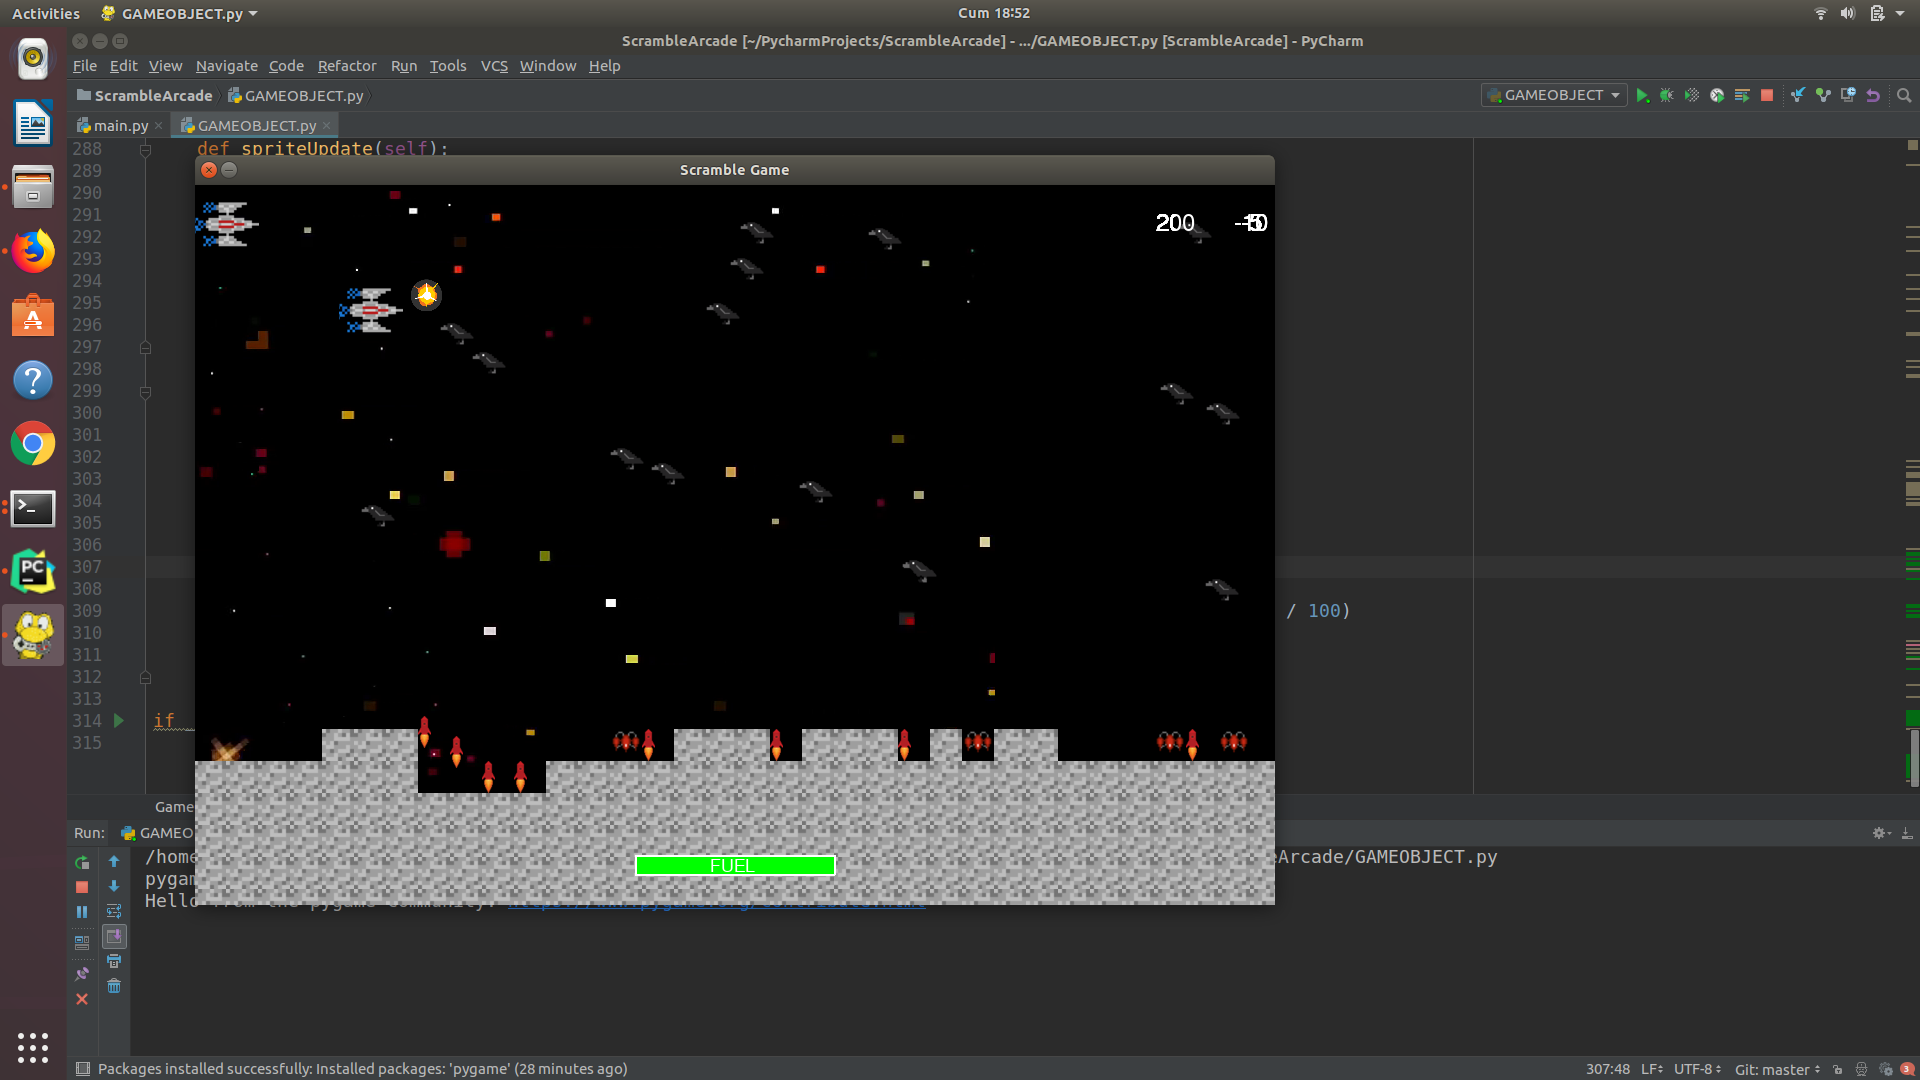 Activities GAMEOBJECT.py Cum 18:52
ScrambleArcade [~/PycharmProjects/ScrambleArcade] - .../GAMEOBJECT.py [ScrambleArcade] - PyCharm
File Edit View Navigate Code Refactor Run Tools VCS Window Help
ScrambleArcade GAMEOBJECT.py GAMEOBJECT
main.py GAMEOBJECT.py
288 def spriteUpdate(self):
289
Scramble Game
290
291
292
200
293
294
295
296
297
298
299
300
301
302
303
304
305
306
307
308
309 / 100)
310
311
312
313
314 if
315
Game
Run: GAMEO
FUEL
/home eArcade/GAMEOBJECT.py
pygam
Hello
Packages installed successfully: Installed packages: 'pygame' (28 minutes ago) 307:48 LF UTF-8 Git: master 3